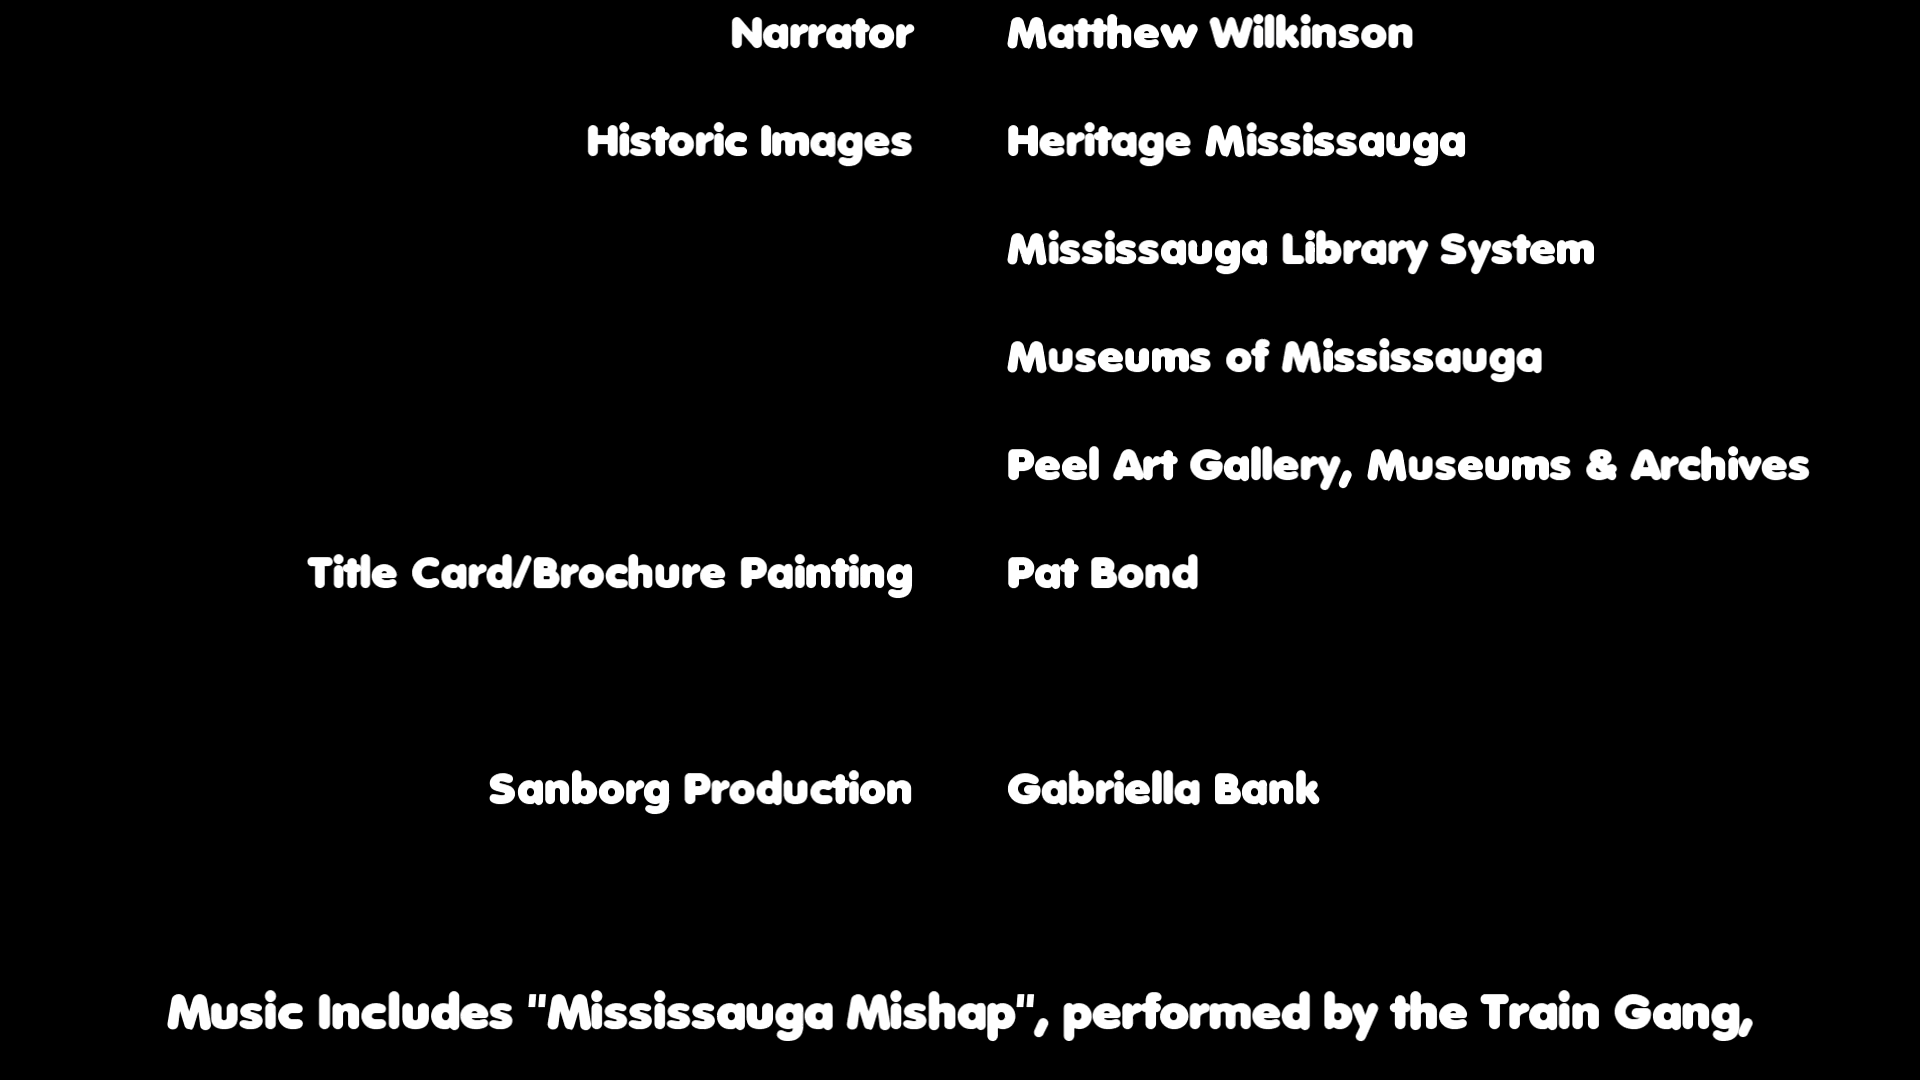 Narrator Matthew Wilkinson
Historic Images Heritage Mississauga
Mississauga Library System
Museums of Mississauga
Peel Art Gallery, Museums & Archives
Title Card/Brochure Painting Pat Bond
Sanborg Production Gabriella Bank
Music Includes "Mississauga Mishap", performed by the Train Gang,